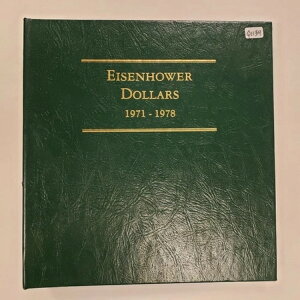 EISENHOWER
DOLLARS
1971 - 1978